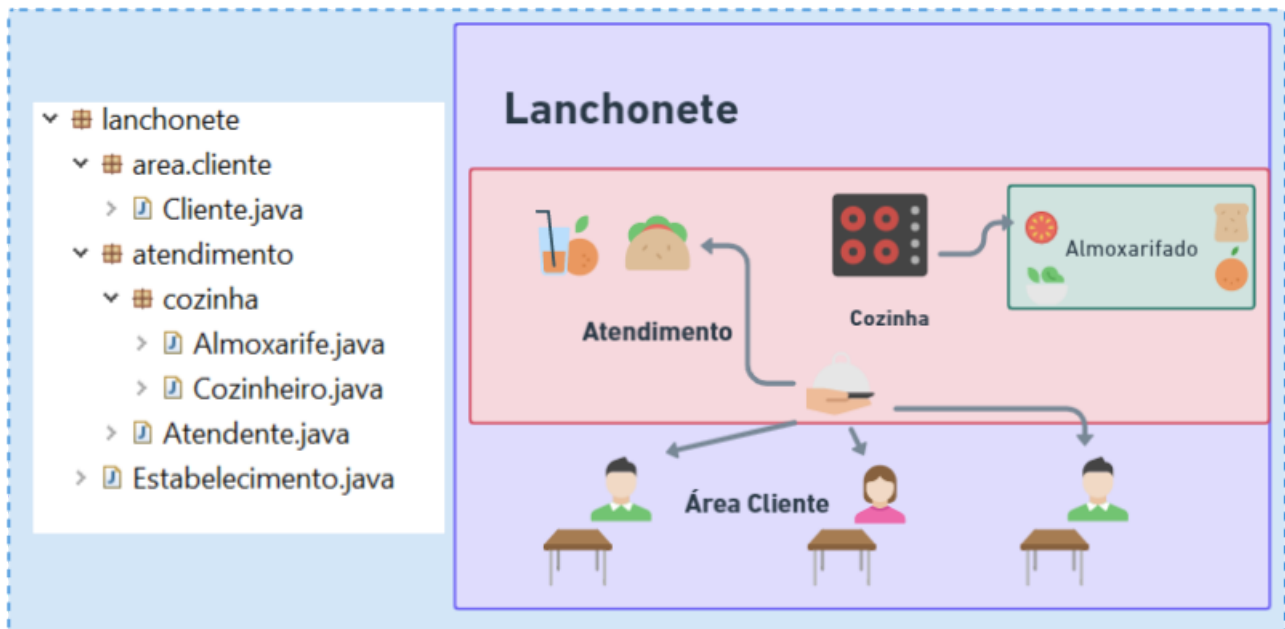 lanchonete
area.cliente
Cliente.java
atendimento
cozinha
Almoxarife.java
Cozinheiro.java
Atendente.java
Estabelecimento.java
Lanchonete
Almoxarifado
Cozinha
Atendimento
Área Cliente